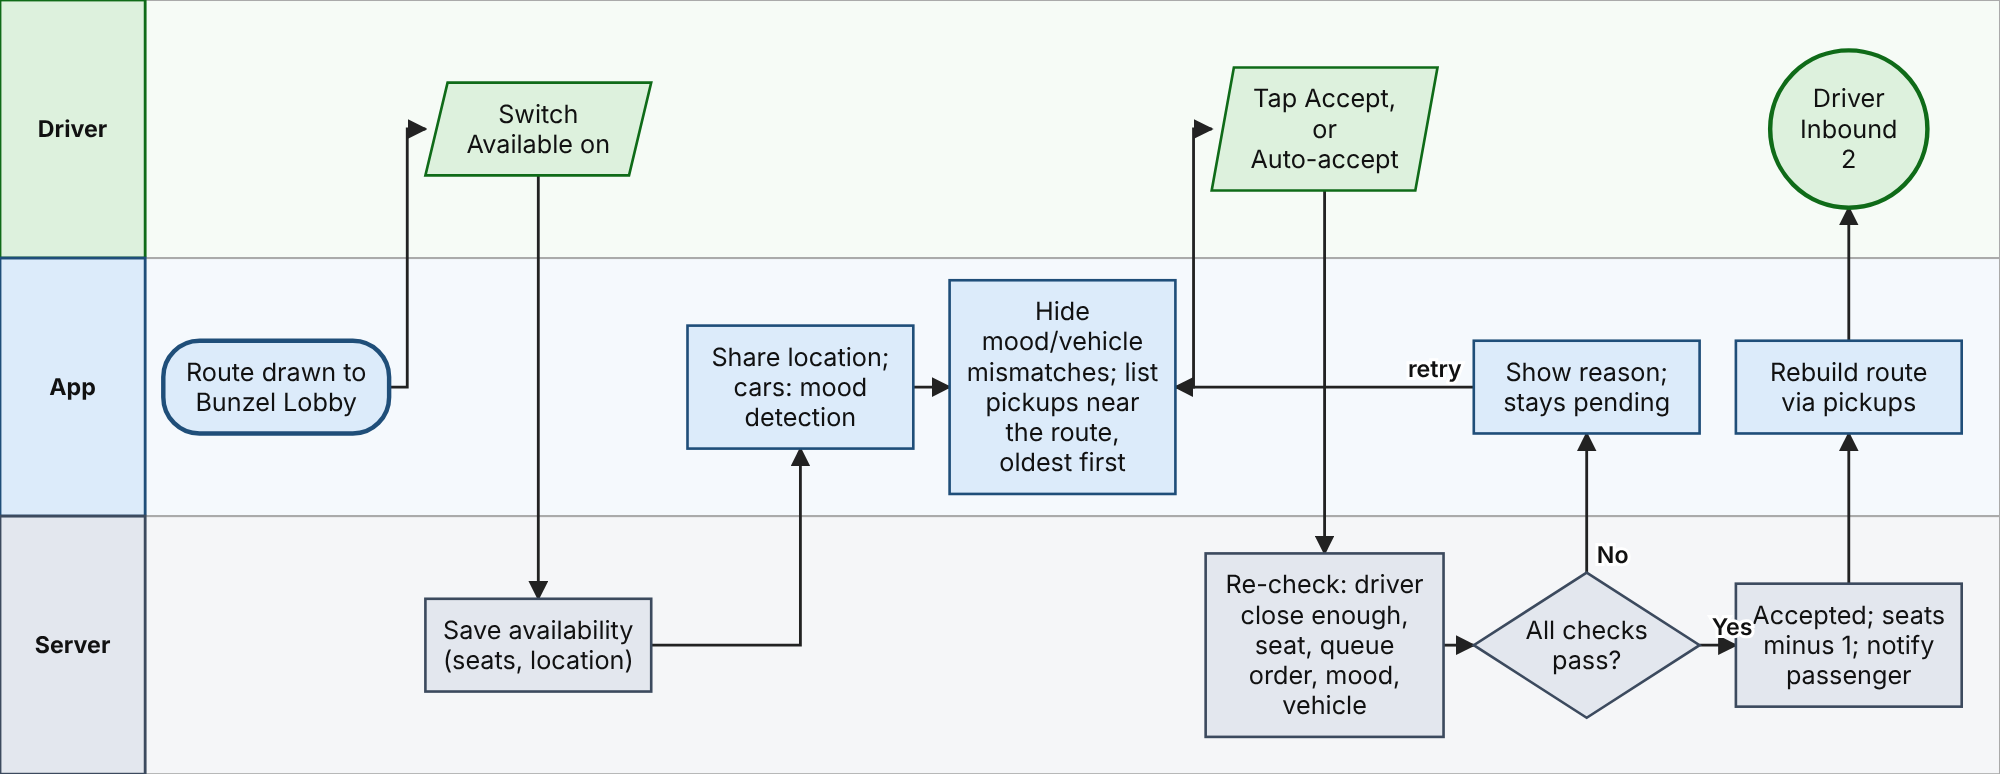 Driver
Switch
Available on
Tap Accept,
or
Auto-accept
Driver
Inbound
2
App
Route drawn to
Bunzel Lobby
Share location;
cars: mood
detection
Hide
mood/vehicle
mismatches; list
pickups near
the route,
oldest first
retry
Show reason;
stays pending
Rebuild route
via pickups
Server
Save availability
(seats, location)
Re-check: driver
close enough,
seat, queue
order, mood,
vehicle
All checks
pass?
No
Yes
Accepted; seats
minus 1; notify
passenger